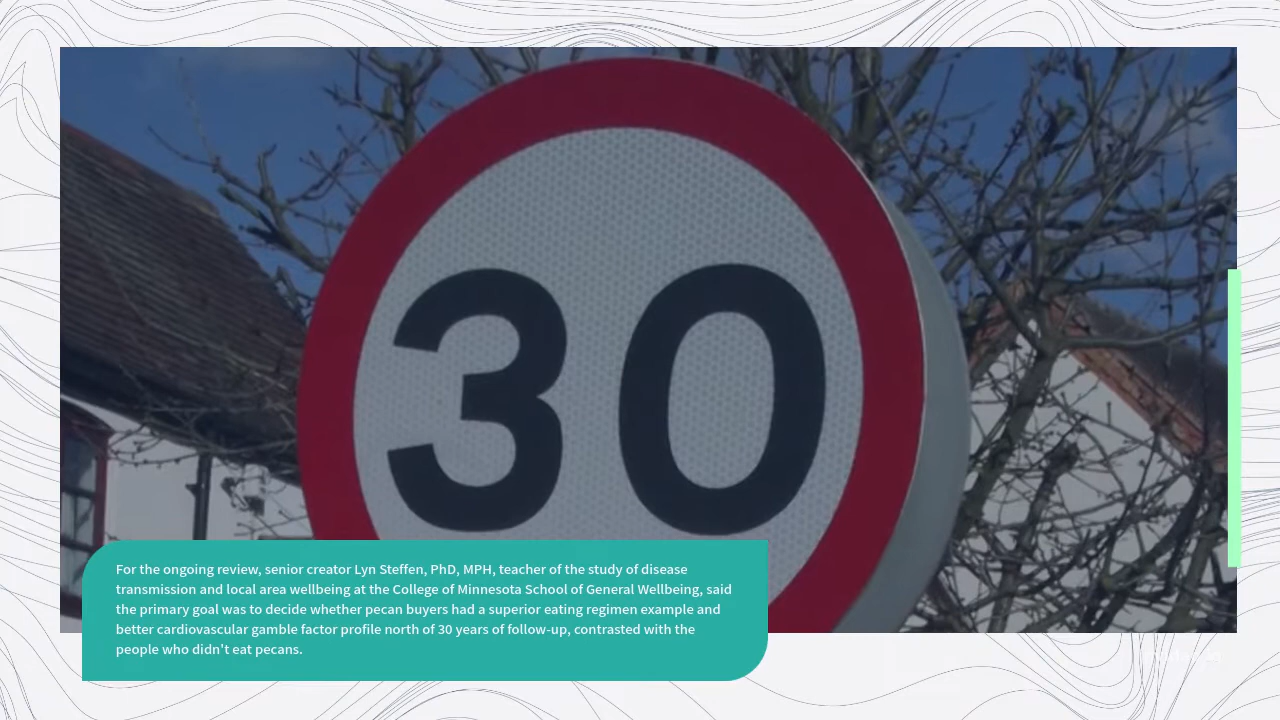 30
For the ongoing review, senior creator Lyn Steffen, PhD, MPH, teacher of the study of disease
transmission and local area wellbeing at the College of Minnesota School of General Wellbeing, said
the primary goal was to decide whether pecan buyers had a superior eating regimen example and
better cardiovascular gamble factor profile north of 30 years of follow-up, contrasted with the
people who didn't eat pecans.